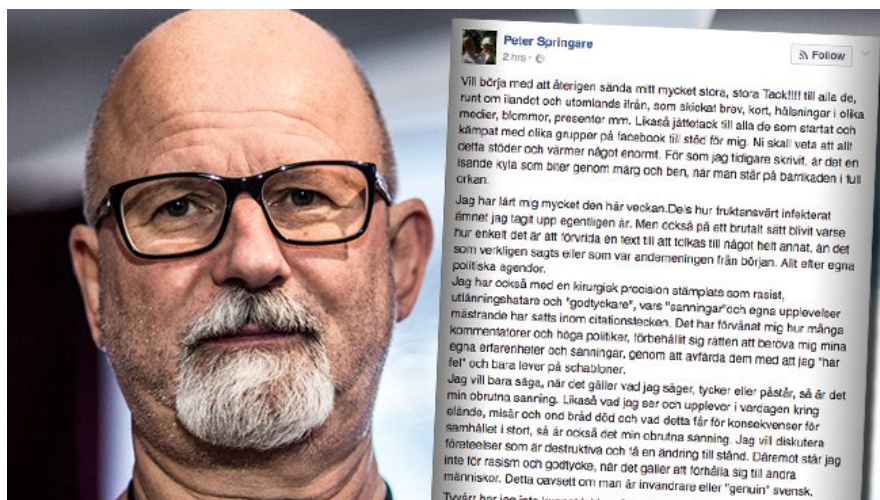 Peter Springare
2 hrs ·
Follow
Vill börja med att återigen sända mitt mycket stora, stora Tack!!!! till alla de,
runt om ilandet och utomlands ifrån, som skickat brev, kort, hälsningar i olika
medier, blommor, presenter mm. Likaså jättetack till alla de som startat och
kämpat med olika grupper på facebook till stöd för mig. Ni skall veta att allt
detta stöder och värmer något enormt. För som jag tidigare skrivit, är det en
isande kyla som biter genom märg och ben, när man står på barrikaden i full
orkan.
Jag har lärt mig mycket den här veckan.Dels hur fruktansvärt infekterat
ämnet jag tagit upp egentligen är. Men också på ett brutalt sätt blivit varse
hur enkelt det är att förvrida en text till att tolkas till något helt annat, än det
som verkligen sagts eller som var andemeningen från början. Allt efter egna
politiska agendor.
Jag har också med en kirurgisk precision stämplats som rasist,
utlänningshatare och "godtyckare", vars "sanningar"och egna upplevelser
mästrande har satts inom citationstecken. Det har förvånat mig hur många
kommentatorer och höga politiker, förbehållit sig rätten att beröva mig mina
egna erfarenheter och sanningar, genom att avfärda dem med att jag "har
fel" och bara lever på schabloner.
Jag vill bara säga, när det gäller vad jag säger, tycker eller påstår, så är det
min obrutna sanning. Likaså vad jag ser och upplever i vardagen kring
elände, misär och ond bråd död och vad detta får för konsekvenser för
samhället i stort, så är också det min obrutna sanning. Jag vill diskutera
företeelser som är destruktiva och få en ändring till stånd. Däremot står jag
inte för rasism och godtycke, när det gäller att förhålla sig till andra
människor. Detta oavsett om man är invandrare eller "genuin" svensk.
Tyvärr har jag inte